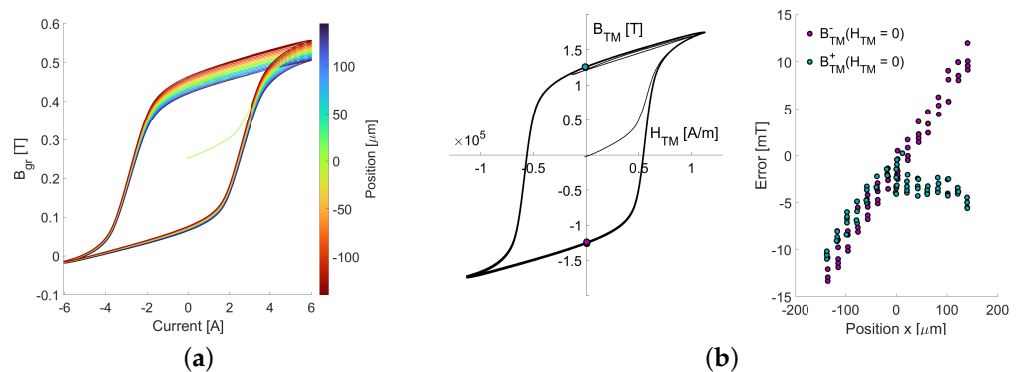 0.6
0.5
0.4
0.3
0.2
0.1
0
-0.1
B_gr [T]
-6 -4 -2 0 2 4 6
Current [A]
100
50
0
-50
-100
Position [μm]
(a)
B_TM [T]
1.5
1
0.5
×10^5
H_TM [A/m]
-1 -0.5 0.5 1
-0.5
-1
-1.5
15
10
5
0
-5
-10
-15
Error [mT]
B^-_TM(H_TM = 0)
B^+_TM(H_TM = 0)
-200 -100 0 100 200
Position x [μm]
(b)